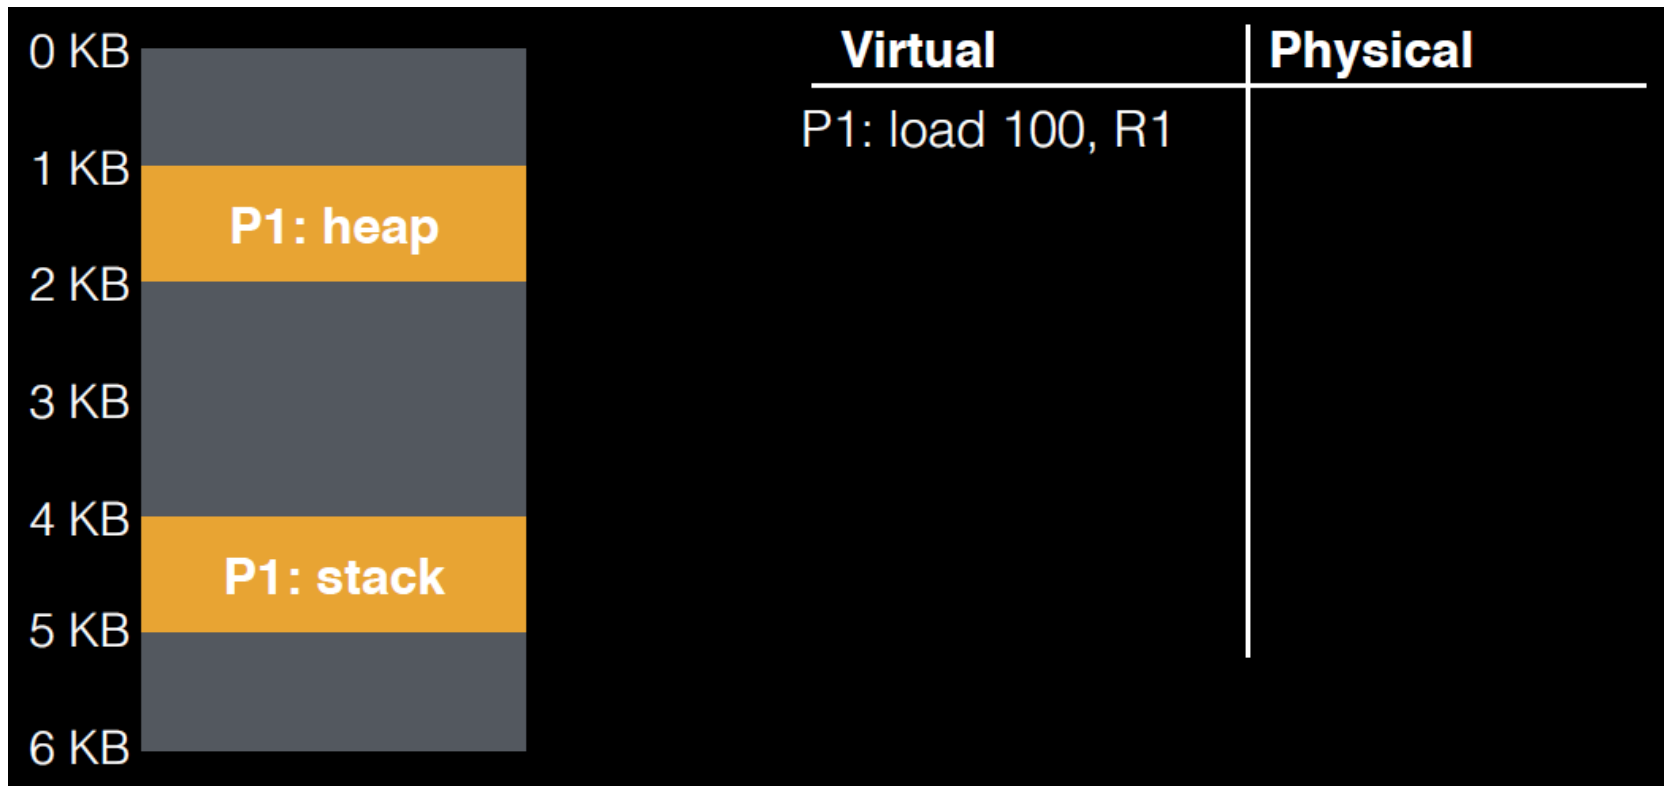 0 KB
1 KB
P1: heap
2 KB
3 KB
4 KB
P1: stack
5 KB
6 KB
Virtual
Physical
P1: load 100, R1